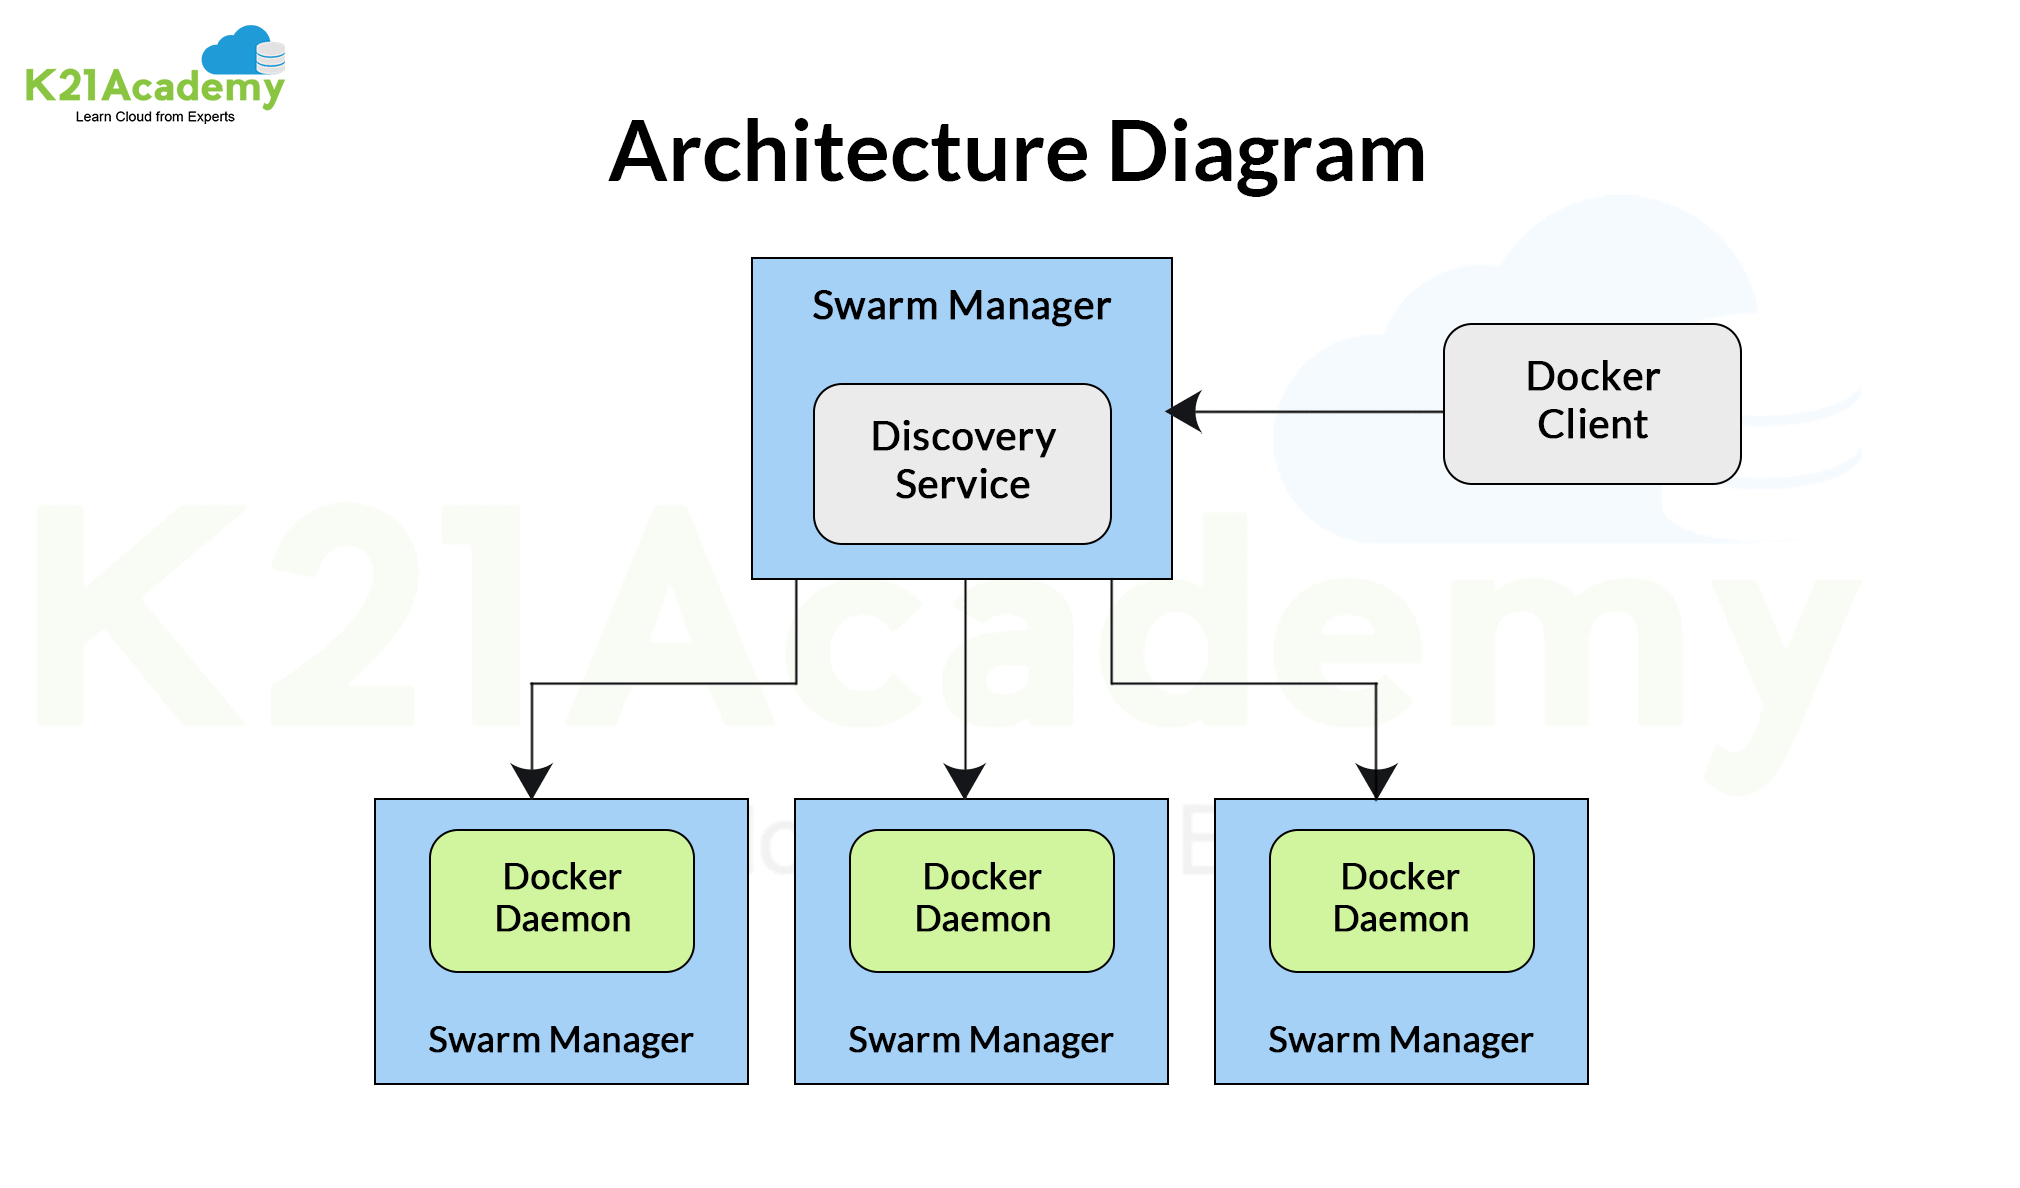 K21Academy
Learn Cloud from Experts
Architecture Diagram
Swarm Manager
Discovery
Service
Docker
Client
K21Academy
Docker
Daemon
Swarm Manager
Docker
Daemon
Swarm Manager
Docker
Daemon
Swarm Manager